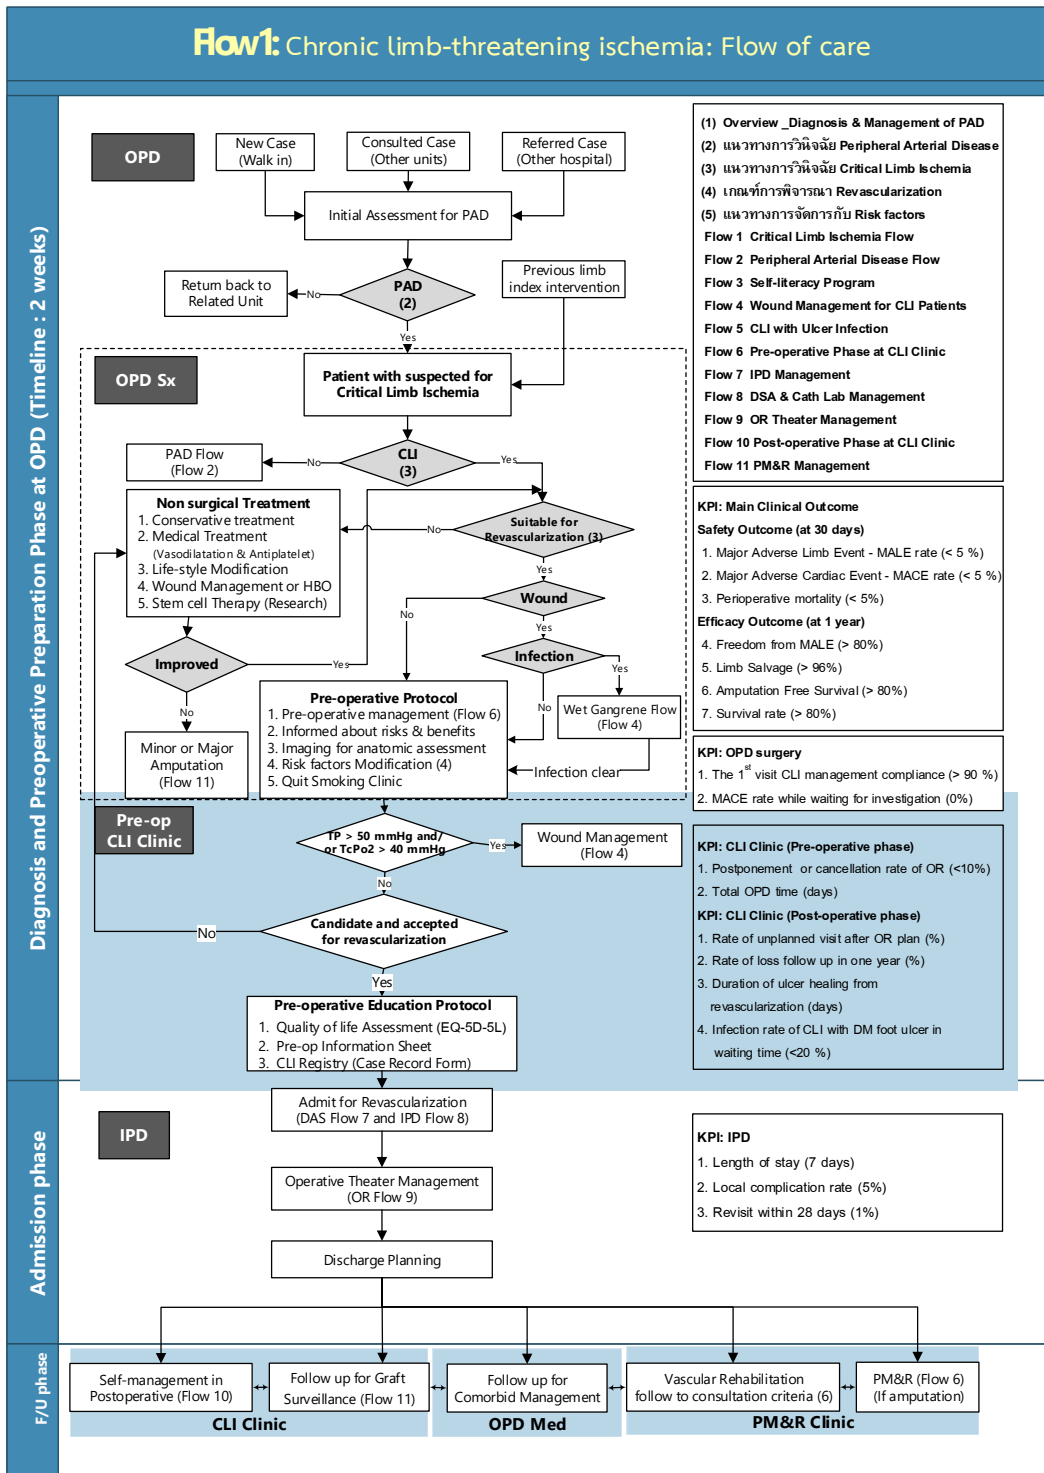 Flow1: Chronic limb-threatening ischemia: Flow of care
Diagnosis and Preoperative Preparation Phase at OPD (Timeline : 2 weeks)
OPD
New Case
(Walk in)
Consulted Case
(Other units)
Referred Case
(Other hospital)
Initial Assessment for PAD
Return back to
Related Unit
No
PAD
(2)
Previous limb
index intervention
Yes
OPD Sx
Patient with suspected for
Critical Limb Ischemia
PAD Flow
(Flow 2)
No
CLI
(3)
Yes
Non surgical Treatment
1. Conservative treatment
2. Medical Treatment
(Vasodilatation & Antiplatelet)
3. Life-style Modification
4. Wound Management or HBO
5. Stem cell Therapy (Research)
No
Suitable for
Revascularization (3)
Yes
Wound
No
Yes
Improved
Yes
Infection
Yes
No
No
Pre-operative Protocol
1. Pre-operative management (Flow 6)
2. Informed about risks & benefits
3. Imaging for anatomic assessment
4. Risk factors Modification (4)
5. Quit Smoking Clinic
Wet Gangrene Flow
(Flow 4)
Minor or Major
Amputation
(Flow 11)
Infection clear
Pre-op
CLI Clinic
TP > 50 mmHg and/
or TcPo2 > 40 mmHg
Yes
Wound Management
(Flow 4)
No
Candidate and accepted
for revascularization
No
Yes
Pre-operative Education Protocol
1. Quality of life Assessment (EQ-5D-5L)
2. Pre-op Information Sheet
3. CLI Registry (Case Record Form)
(1) Overview _Diagnosis & Management of PAD
(2) แนวทางการวินิจฉัย Peripheral Arterial Disease
(3) แนวทางการวินิจฉัย Critical Limb Ischemia
(4) เกณฑ์การพิจารณา Revascularization
(5) แนวทางการจัดการกับ Risk factors
Flow 1 Critical Limb Ischemia Flow
Flow 2 Peripheral Arterial Disease Flow
Flow 3 Self-literacy Program
Flow 4 Wound Management for CLI Patients
Flow 5 CLI with Ulcer Infection
Flow 6 Pre-operative Phase at CLI Clinic
Flow 7 IPD Management
Flow 8 DSA & Cath Lab Management
Flow 9 OR Theater Management
Flow 10 Post-operative Phase at CLI Clinic
Flow 11 PM&R Management
KPI: Main Clinical Outcome
Safety Outcome (at 30 days)
1. Major Adverse Limb Event - MALE rate (< 5 %)
2. Major Adverse Cardiac Event - MACE rate (< 5 %)
3. Perioperative mortality (< 5%)
Efficacy Outcome (at 1 year)
4. Freedom from MALE (> 80%)
5. Limb Salvage (> 96%)
6. Amputation Free Survival (> 80%)
7. Survival rate (> 80%)
KPI: OPD surgery
1. The 1st visit CLI management compliance (> 90 %)
2. MACE rate while waiting for investigation (0%)
KPI: CLI Clinic (Pre-operative phase)
1. Postponement or cancellation rate of OR (<10%)
2. Total OPD time (days)
KPI: CLI Clinic (Post-operative phase)
1. Rate of unplanned visit after OR plan (%)
2. Rate of loss follow up in one year (%)
3. Duration of ulcer healing from
revascularization (days)
4. Infection rate of CLI with DM foot ulcer in
waiting time (<20 %)
Admission phase
IPD
Admit for Revascularization
(DAS Flow 7 and IPD Flow 8)
Operative Theater Management
(OR Flow 9)
Discharge Planning
KPI: IPD
1. Length of stay (7 days)
2. Local complication rate (5%)
3. Revisit within 28 days (1%)
F/U phase
Self-management in
Postoperative (Flow 10)
Follow up for Graft
Surveillance (Flow 11)
CLI Clinic
Follow up for
Comorbid Management
OPD Med
Vascular Rehabilitation
follow to consultation criteria (6)
PM&R (Flow 6)
(If amputation)
PM&R Clinic